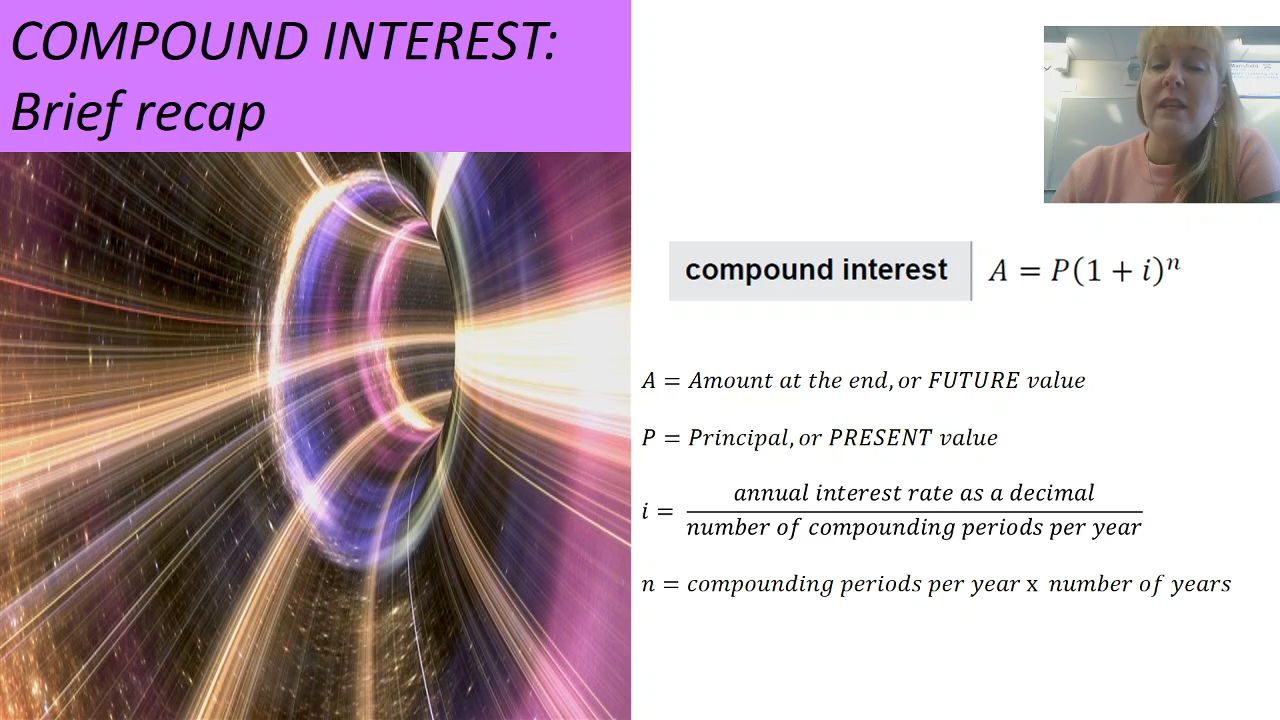 COMPOUND INTEREST:
Brief recap
Mansfield
compound interest A = P(1 + i)ⁿ
A = Amount at the end, or FUTURE value
P = Principal, or PRESENT value
i = annual interest rate as a decimal
number of compounding periods per year
n = compounding periods per year x number of years